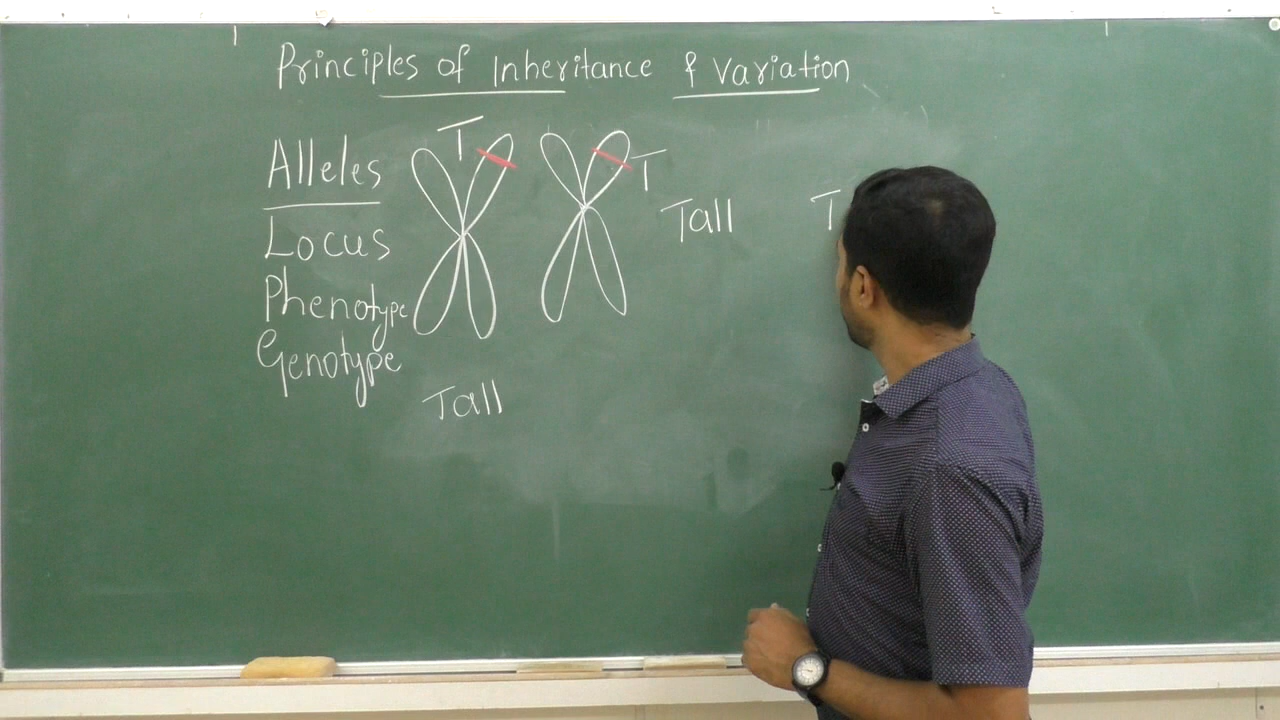 Principles of Inheritance & Variation
Alleles
T
T
Tall
T
Locus
Phenotype
Genotype
Tall